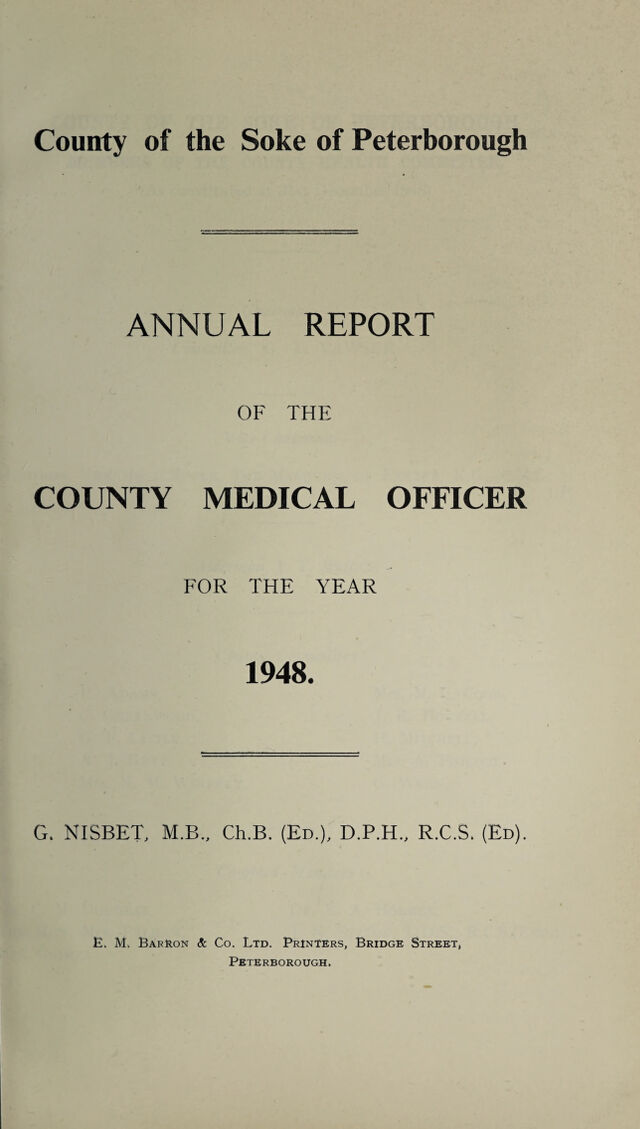 County of the Soke of Peterborough
ANNUAL REPORT
OF THE
COUNTY MEDICAL OFFICER
FOR THE YEAR
1948.
G. NISBET, M.B., Ch.B. (Ed.), D.P.H., R.C.S. (Ed).
E. M. Barron & Co. Ltd. Printers, Bridge Street,
Peterborough.